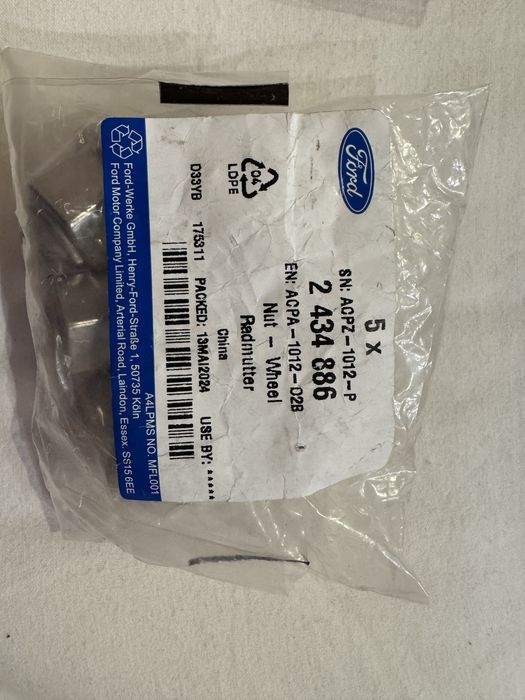 Ford
5 x
SN: ACPZ-1012-P
2 434 886
EN: ACPA-1012-02B
Nut - Wheel
Radmutter
China
04
LDPE
D33YB 175311 PACKED: 13MAI2024 USE BY: *****
A4LPMS NO. MFL001
Ford-Werke GmbH, Henry-Ford-Straße 1, 50735 Köln
Ford Motor Company Limited, Arterial Road, Laindon, Essex, SS15 6EE